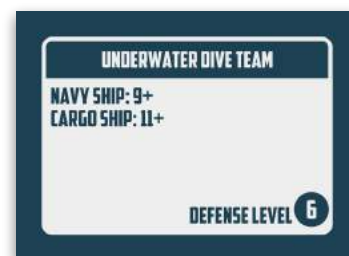 UNDERWATER DIVE TEAM
NAVY SHIP: 9+
CARGO SHIP: 11+
DEFENSE LEVEL 6